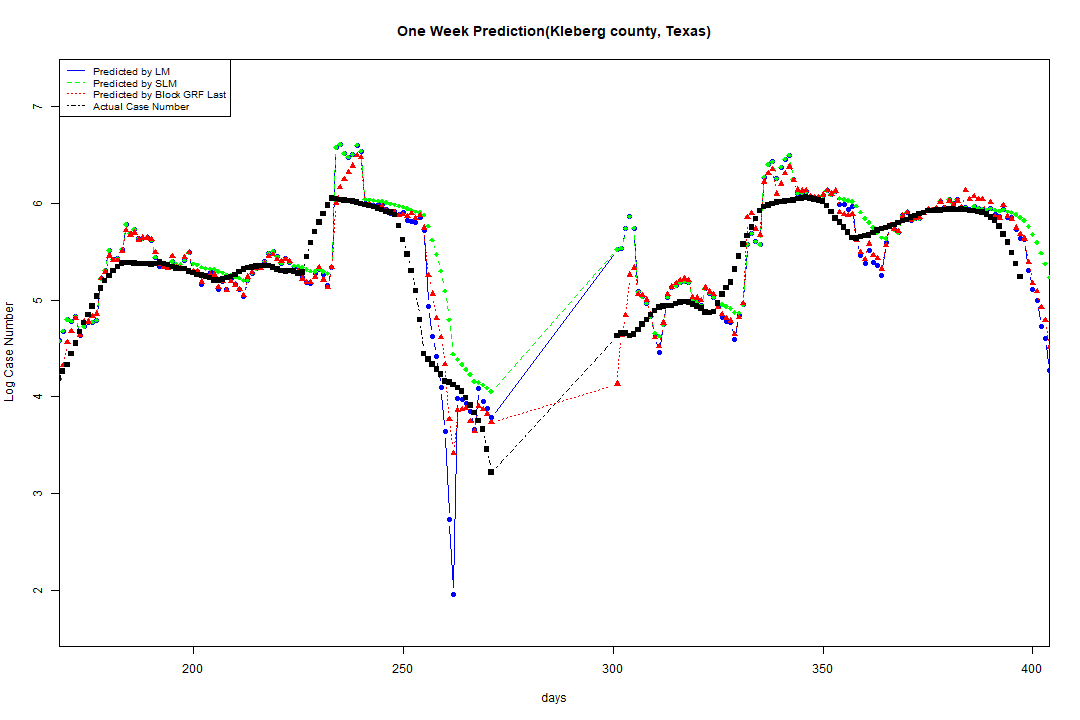 One Week Prediction(Kleberg county, Texas)
Predicted by LM
Predicted by SLM
Predicted by Block GRF Last
Actual Case Number
7
6
5
4
3
2
Log Case Number
200 250 300 350 400
days